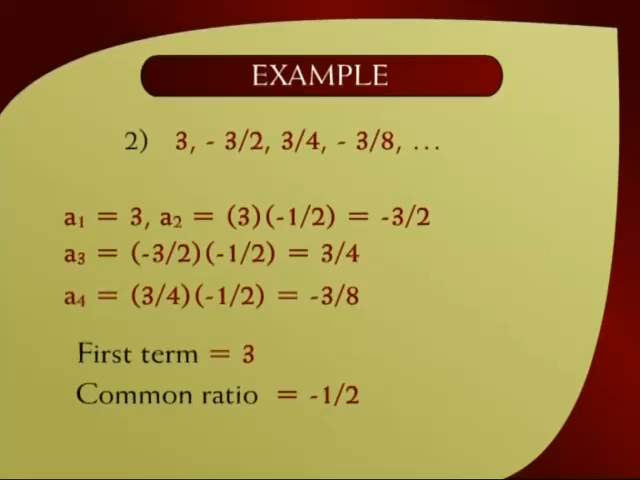 EXAMPLE
2) 3, - 3/2, 3/4, - 3/8, ...
a₁ = 3, a₂ = (3)(-1/2) = -3/2
a₃ = (-3/2)(-1/2) = 3/4
a₄ = (3/4)(-1/2) = -3/8
First term = 3
Common ratio = -1/2